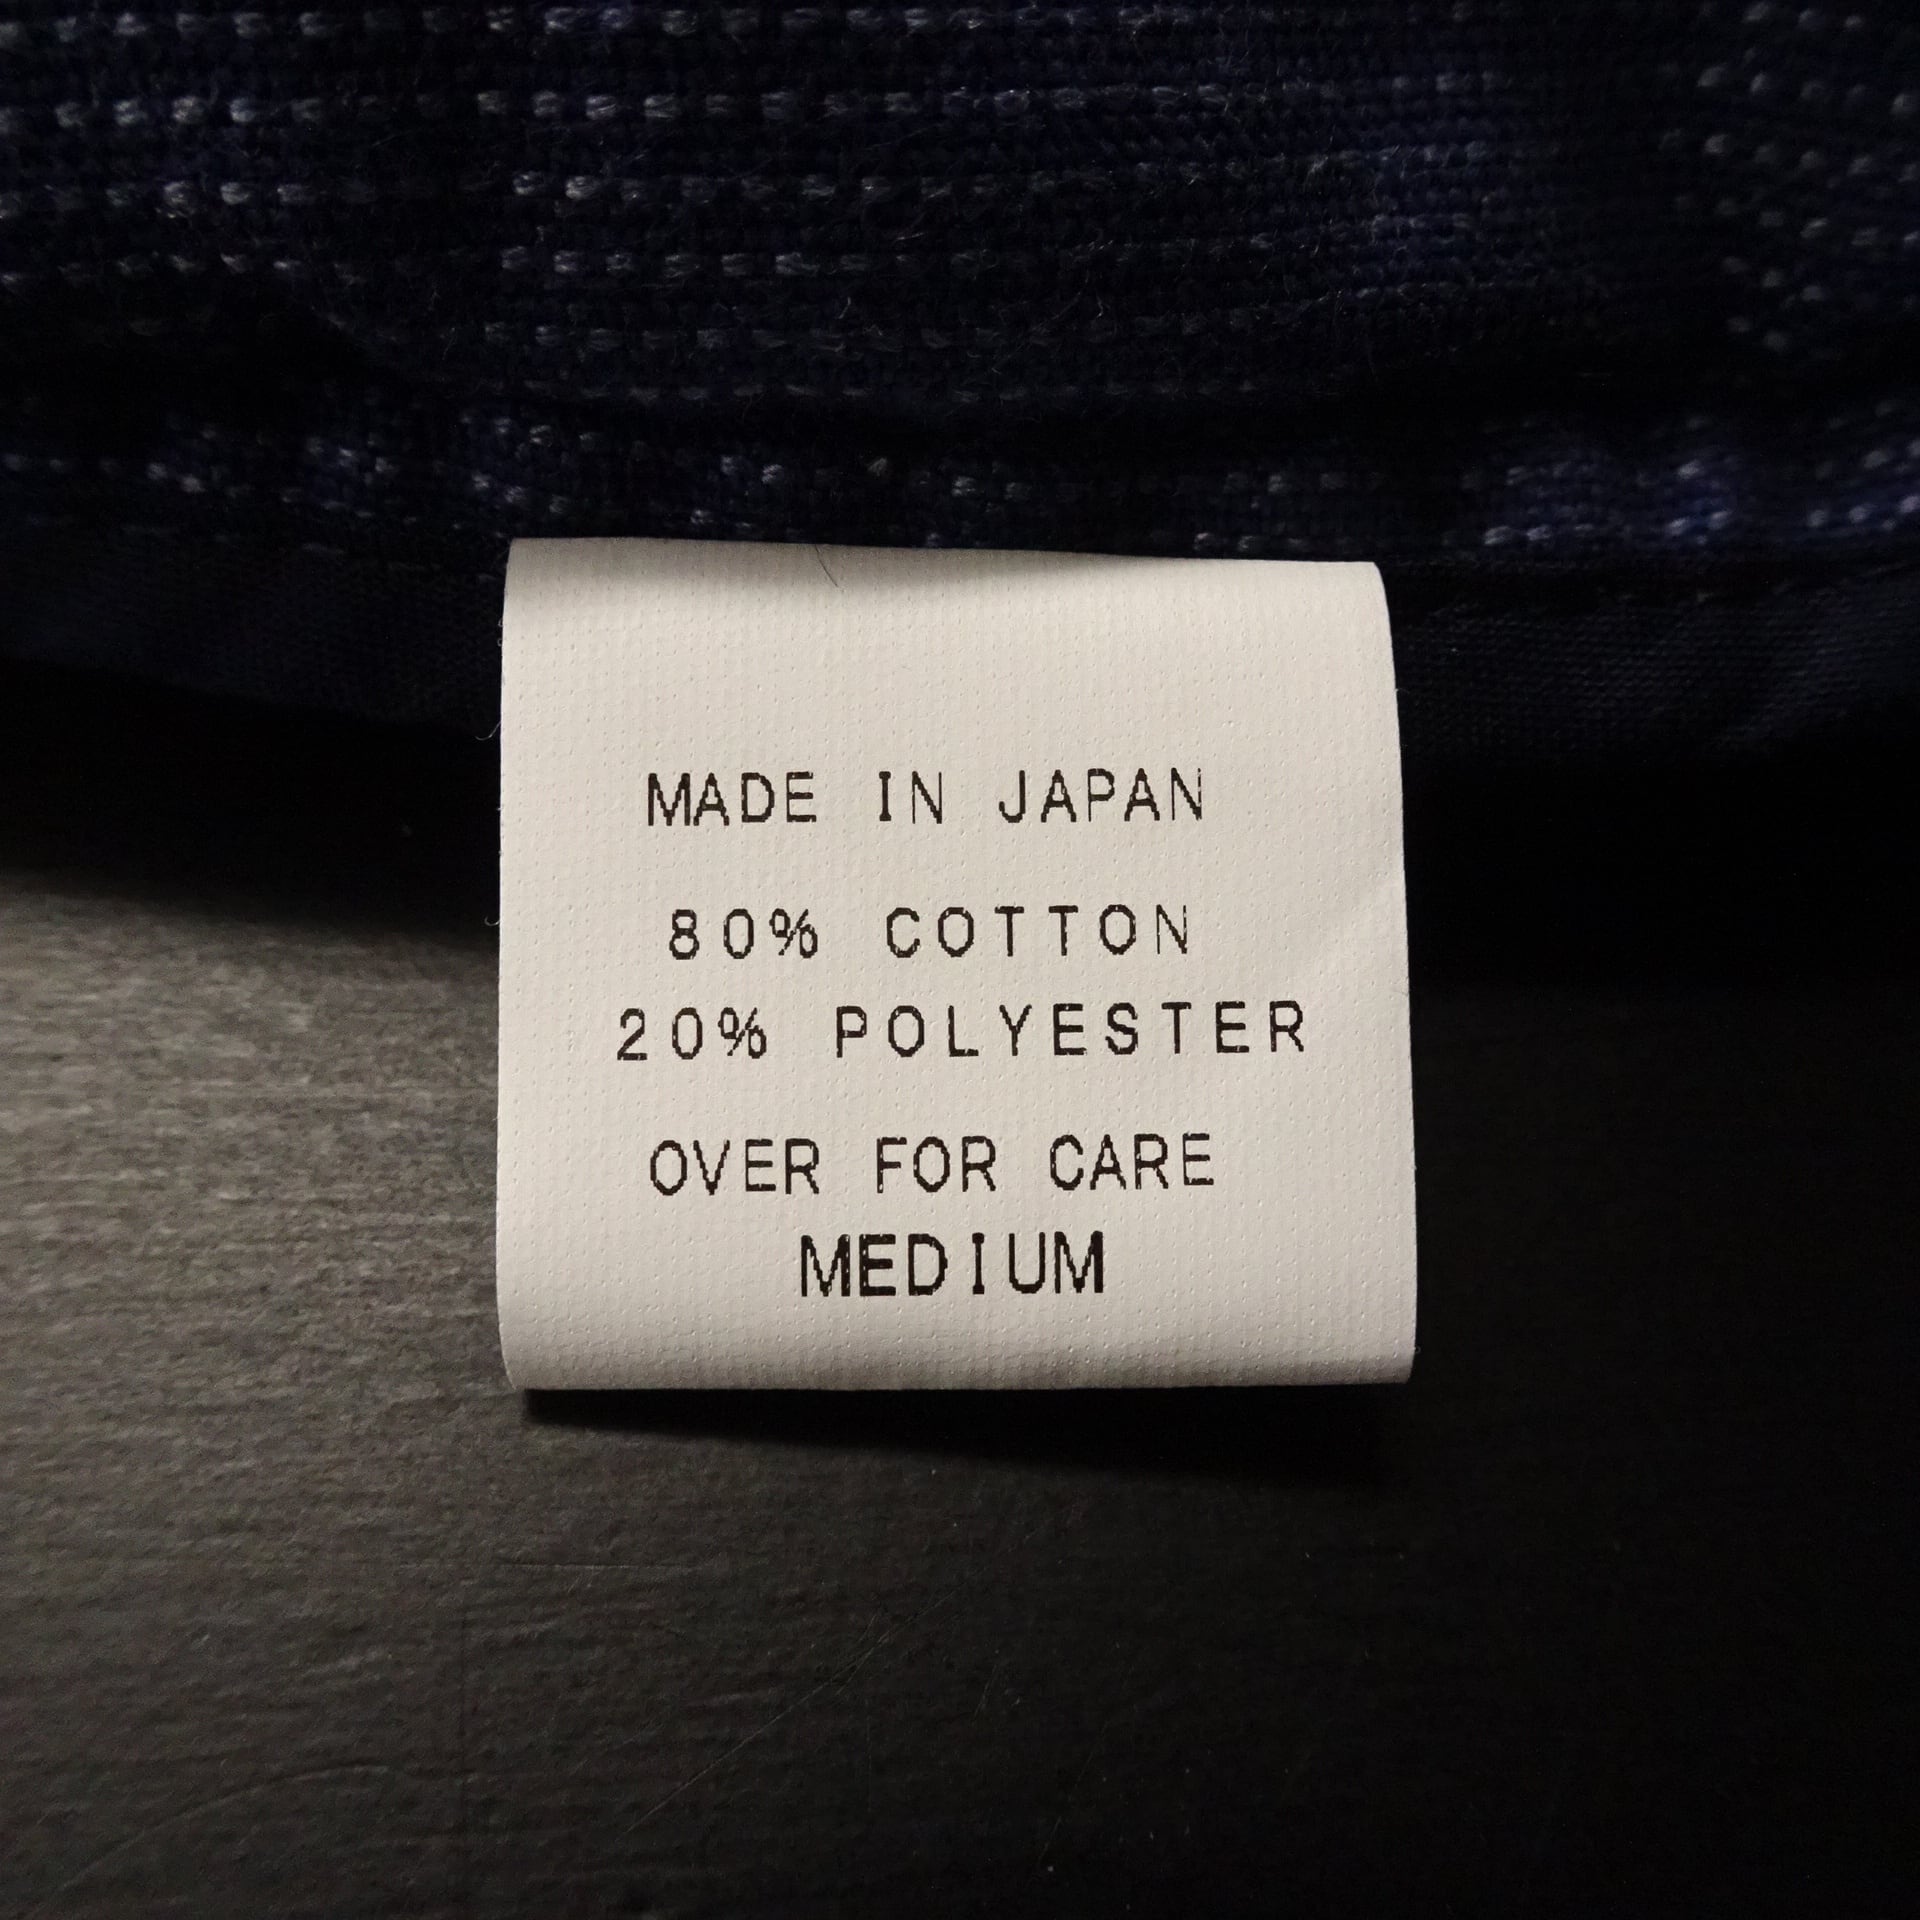 MADE IN JAPAN
80% COTTON
20% POLYESTER
OVER FOR CARE
MEDIUM